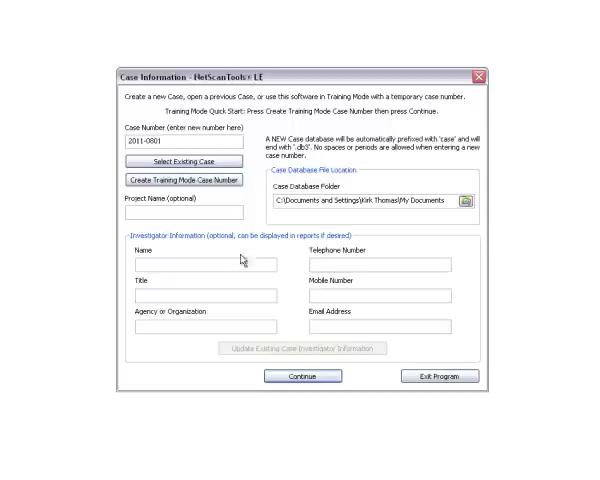 Case Information - NetScanTools® LE
Create a new Case, open a previous Case, or use this software in Training Mode with a temporary case number.
Training Mode Quick Start: Press Create Training Mode Case Number then press Continue.
Case Number (enter new number here)
2011-0801
Select Existing Case
Create Training Mode Case Number
Project Name (optional)
A NEW Case database will be automatically prefixed with 'case' and will
end with '.db3'. No spaces or periods are allowed when entering a new
case number.
Case Database File Location
Case Database Folder
C:\Documents and Settings\Kirk Thomas\My Documents
Investigator Information (optional, can be displayed in reports if desired)
Name
Telephone Number
Title
Mobile Number
Agency or Organization
Email Address
Update Existing Case Investigator Information
Continue
Exit Program